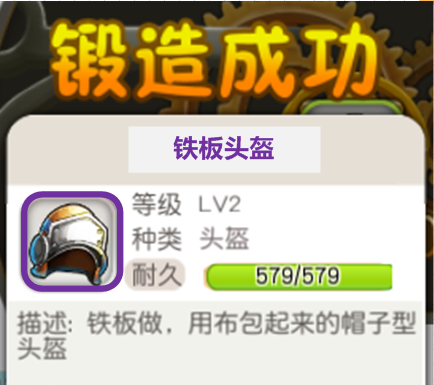 锻造成功
铁板头盔
等级 LV2
种类 头盔
耐久 579/579
描述: 铁板做，用布包起来的帽子型
头盔